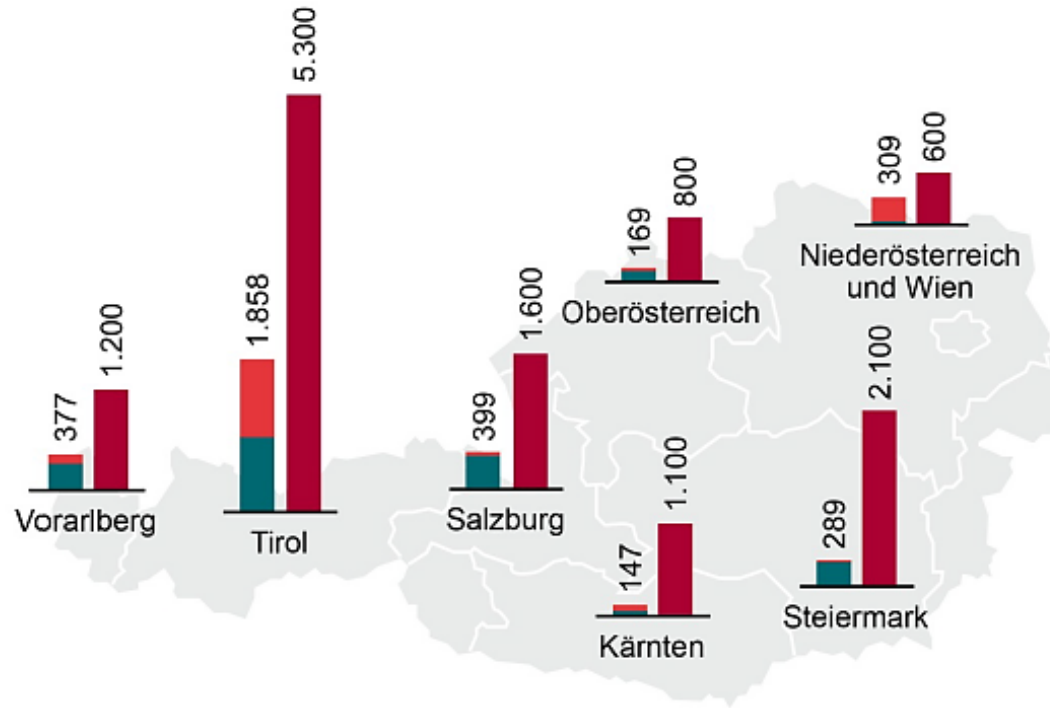 377
1.200
Vorarlberg
1.858
5.300
Tirol
399
1.600
Salzburg
169
800
Oberösterreich
309
600
Niederösterreich
und Wien
147
1.100
Kärnten
289
2.100
Steiermark